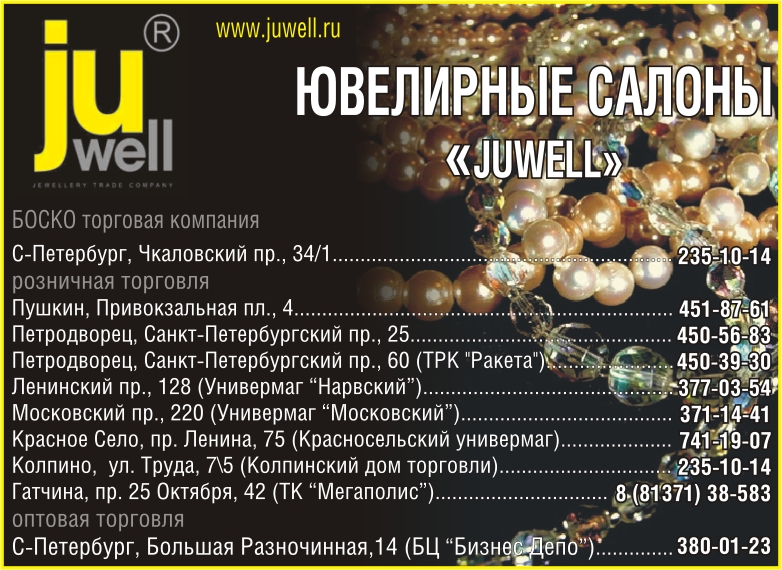 ju®
well
JEWELLERY TRADE COMPANY
www.juwell.ru
ЮВЕЛИРНЫЕ САЛОНЫ
«JUWELL»
БОСКО торговая компания
С-Петербург, Чкаловский пр., 34/1 235-10-14
розничная торговля
Пушкин, Привокзальная пл., 4 451-87-61
Петродворец, Санкт-Петербургский пр., 25 450-56-83
Петродворец, Санкт-Петербургский пр., 60 (ТРК "Ракета") 450-39-30
Ленинский пр., 128 (Универмаг “Нарвский”) 377-03-54
Московский пр., 220 (Универмаг “Московский”) 371-14-41
Красное Село, пр. Ленина, 75 (Красносельский универмаг) 741-19-07
Колпино, ул. Труда, 7\5 (Колпинский дом торговли) 235-10-14
Гатчина, пр. 25 Октября, 42 (ТК “Мегаполис”) 8 (81371) 38-583
оптовая торговля
С-Петербург, Большая Разночинная,14 (БЦ “Бизнес Депо”) 380-01-23